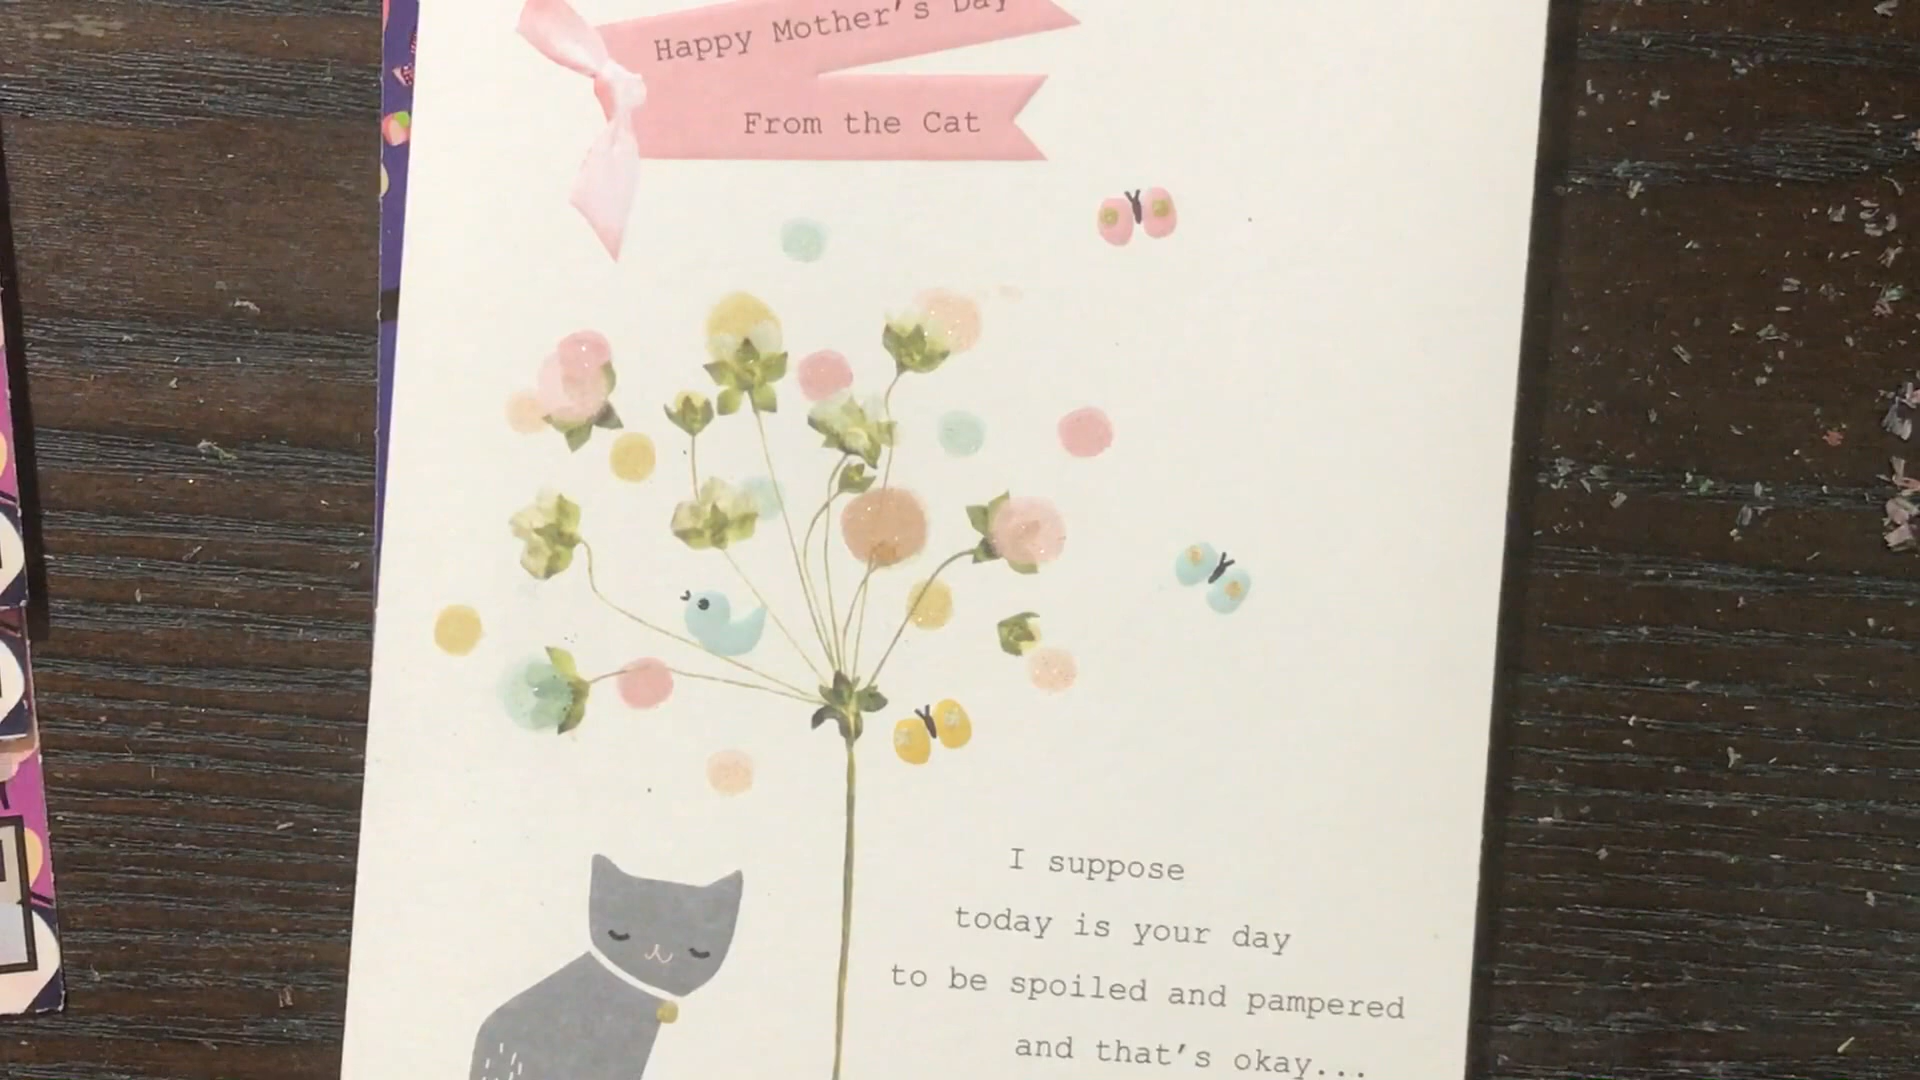 Happy Mother's Day
From the Cat
I suppose
today is your day
to be spoiled and pampered
and that's okay...